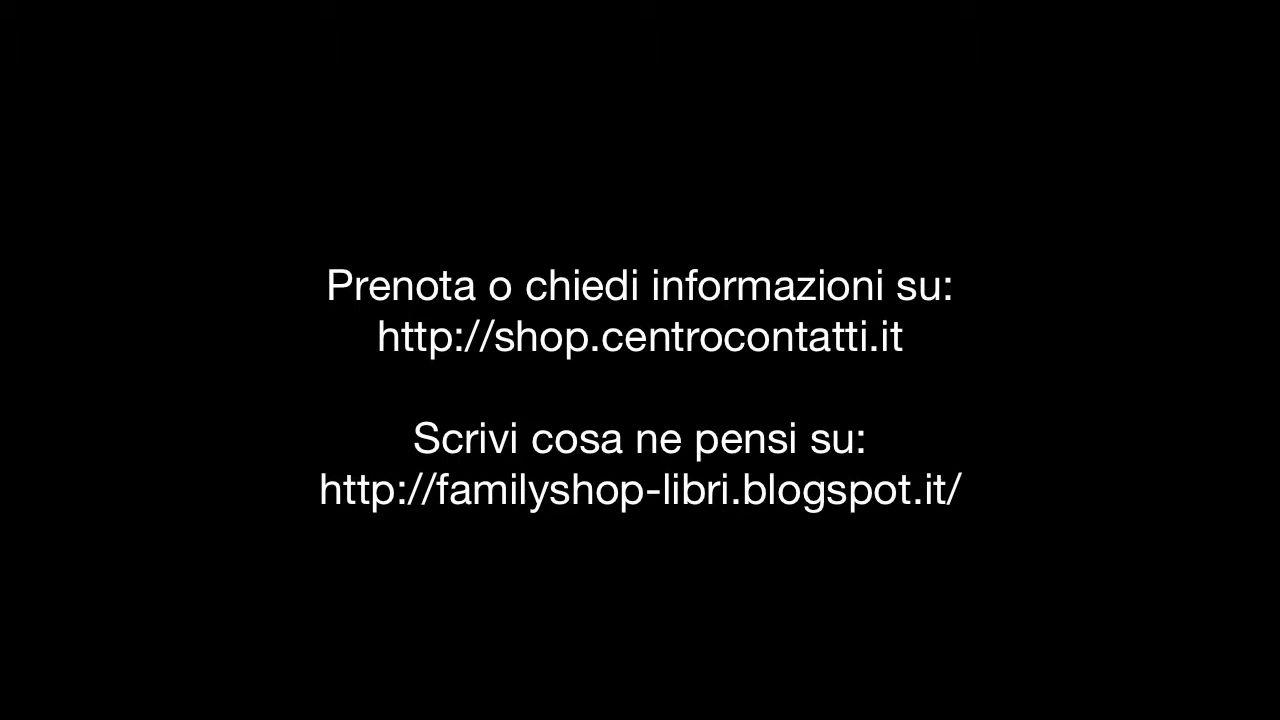 Prenota o chiedi informazioni su:
http://shop.centrocontatti.it
Scrivi cosa ne pensi su:
http://familyshop-libri.blogspot.it/